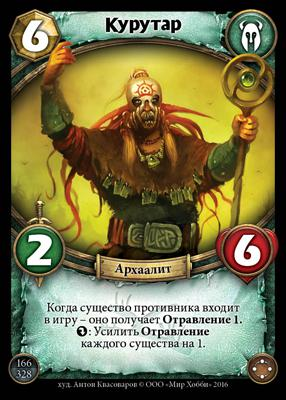 6
Курутар
2
6
Архаалит
Когда существо противника входит
в игру – оно получает Отравление 1.
: Усилить Отравление
каждого существа на 1.
166
328
худ. Антон Квасоваров © ООО «Мир Хобби» 2016